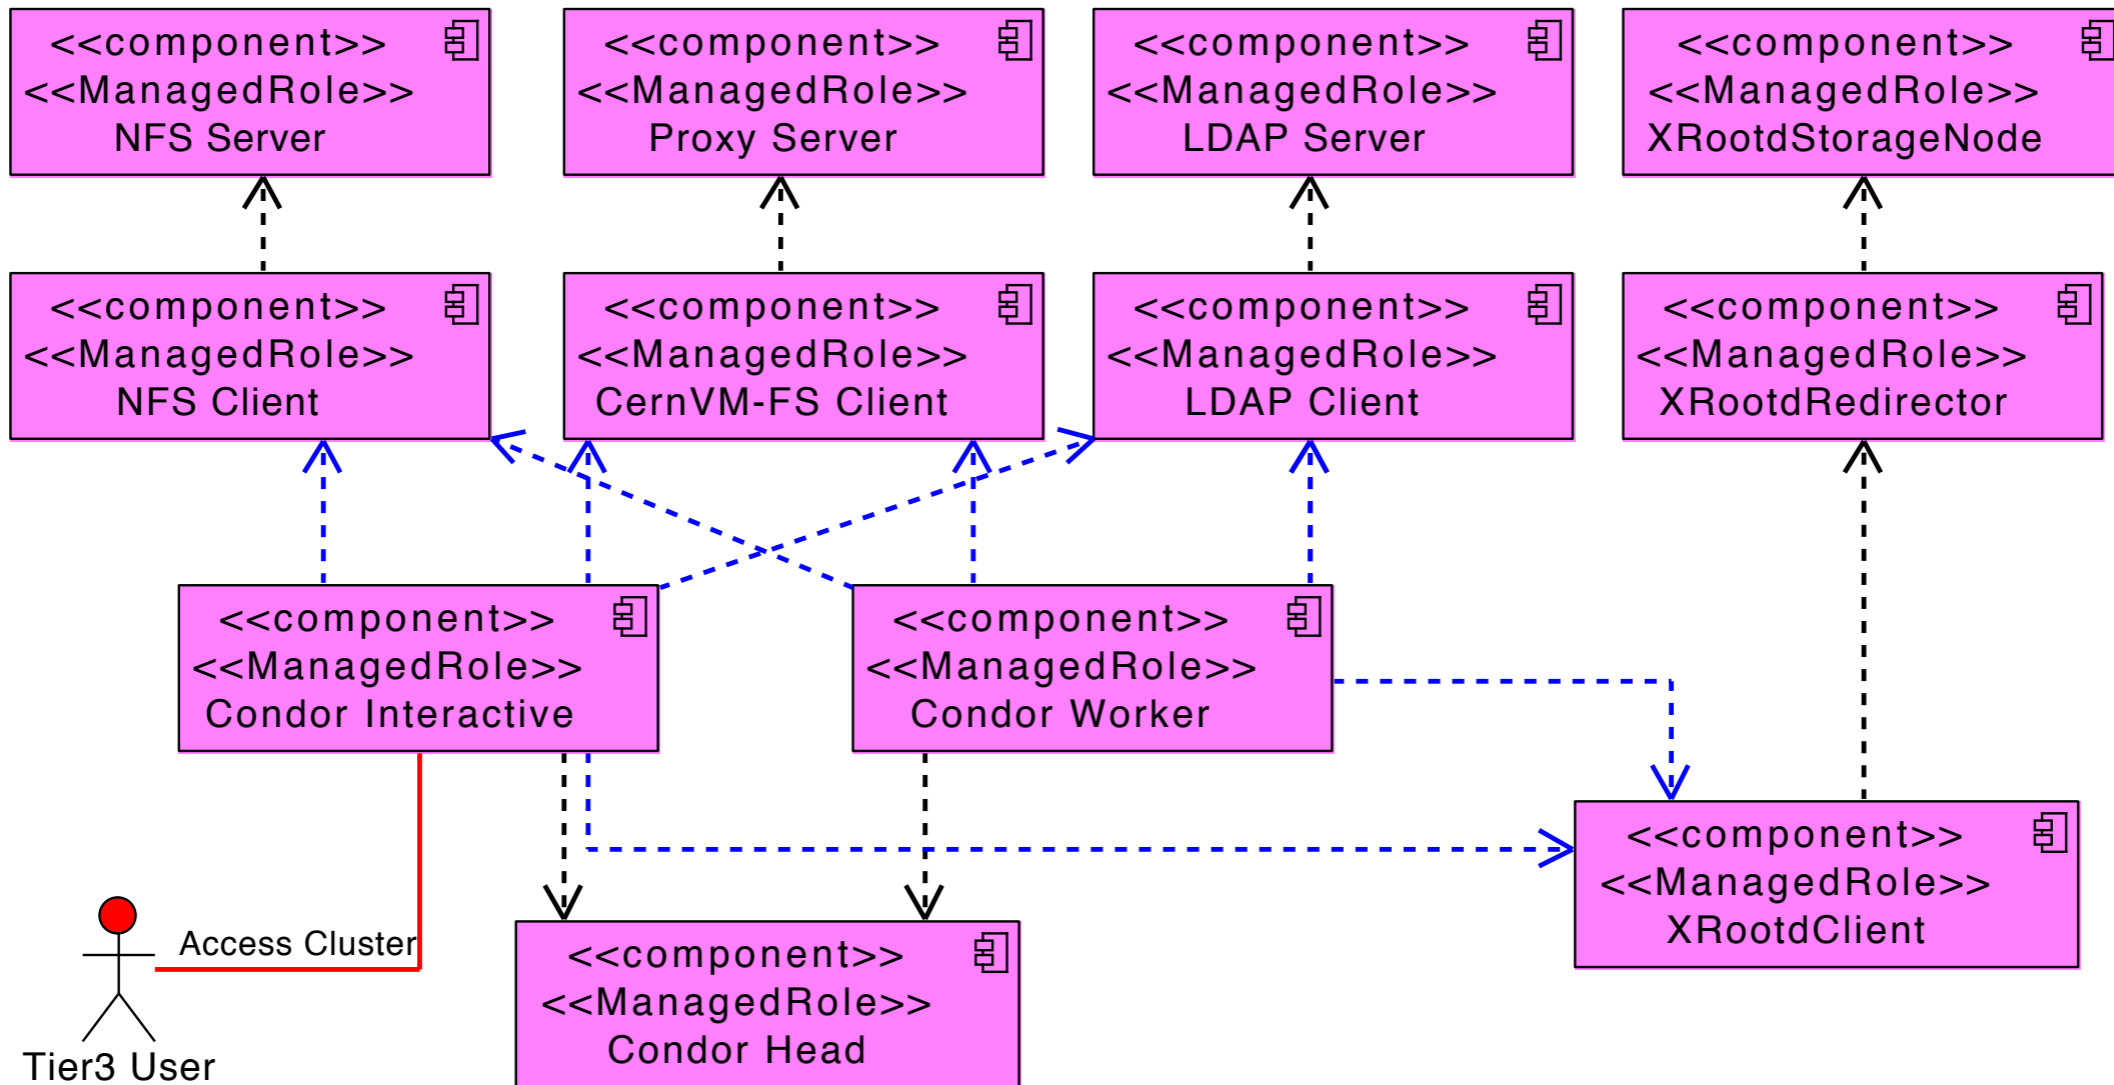 <<component>>
<<ManagedRole>>
NFS Server
<<component>>
<<ManagedRole>>
Proxy Server
<<component>>
<<ManagedRole>>
LDAP Server
<<component>>
<<ManagedRole>>
XRootdStorageNode
<<component>>
<<ManagedRole>>
NFS Client
<<component>>
<<ManagedRole>>
CernVM-FS Client
<<component>>
<<ManagedRole>>
LDAP Client
<<component>>
<<ManagedRole>>
XRootdRedirector
<<component>>
<<ManagedRole>>
Condor Interactive
<<component>>
<<ManagedRole>>
Condor Worker
<<component>>
<<ManagedRole>>
XRootdClient
Access Cluster
Tier3 User
<<component>>
<<ManagedRole>>
Condor Head